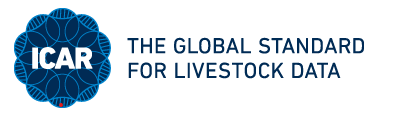 ICAR
THE GLOBAL STANDARD
FOR LIVESTOCK DATA